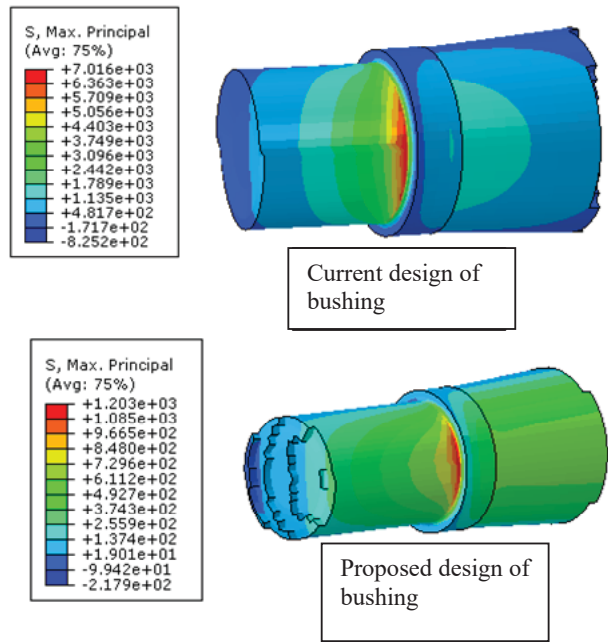 S, Max. Principal
(Avg: 75%)
+7.016e+03
+6.363e+03
+5.709e+03
+5.056e+03
+4.403e+03
+3.749e+03
+3.096e+03
+2.442e+03
+1.789e+03
+1.135e+03
+4.817e+02
-1.717e+02
-8.252e+02
Current design of
bushing
S, Max. Principal
(Avg: 75%)
+1.203e+03
+1.085e+03
+9.665e+02
+8.480e+02
+7.296e+02
+6.112e+02
+4.927e+02
+3.743e+02
+2.559e+02
+1.374e+02
+1.901e+01
-9.942e+01
-2.179e+02
Proposed design of
bushing